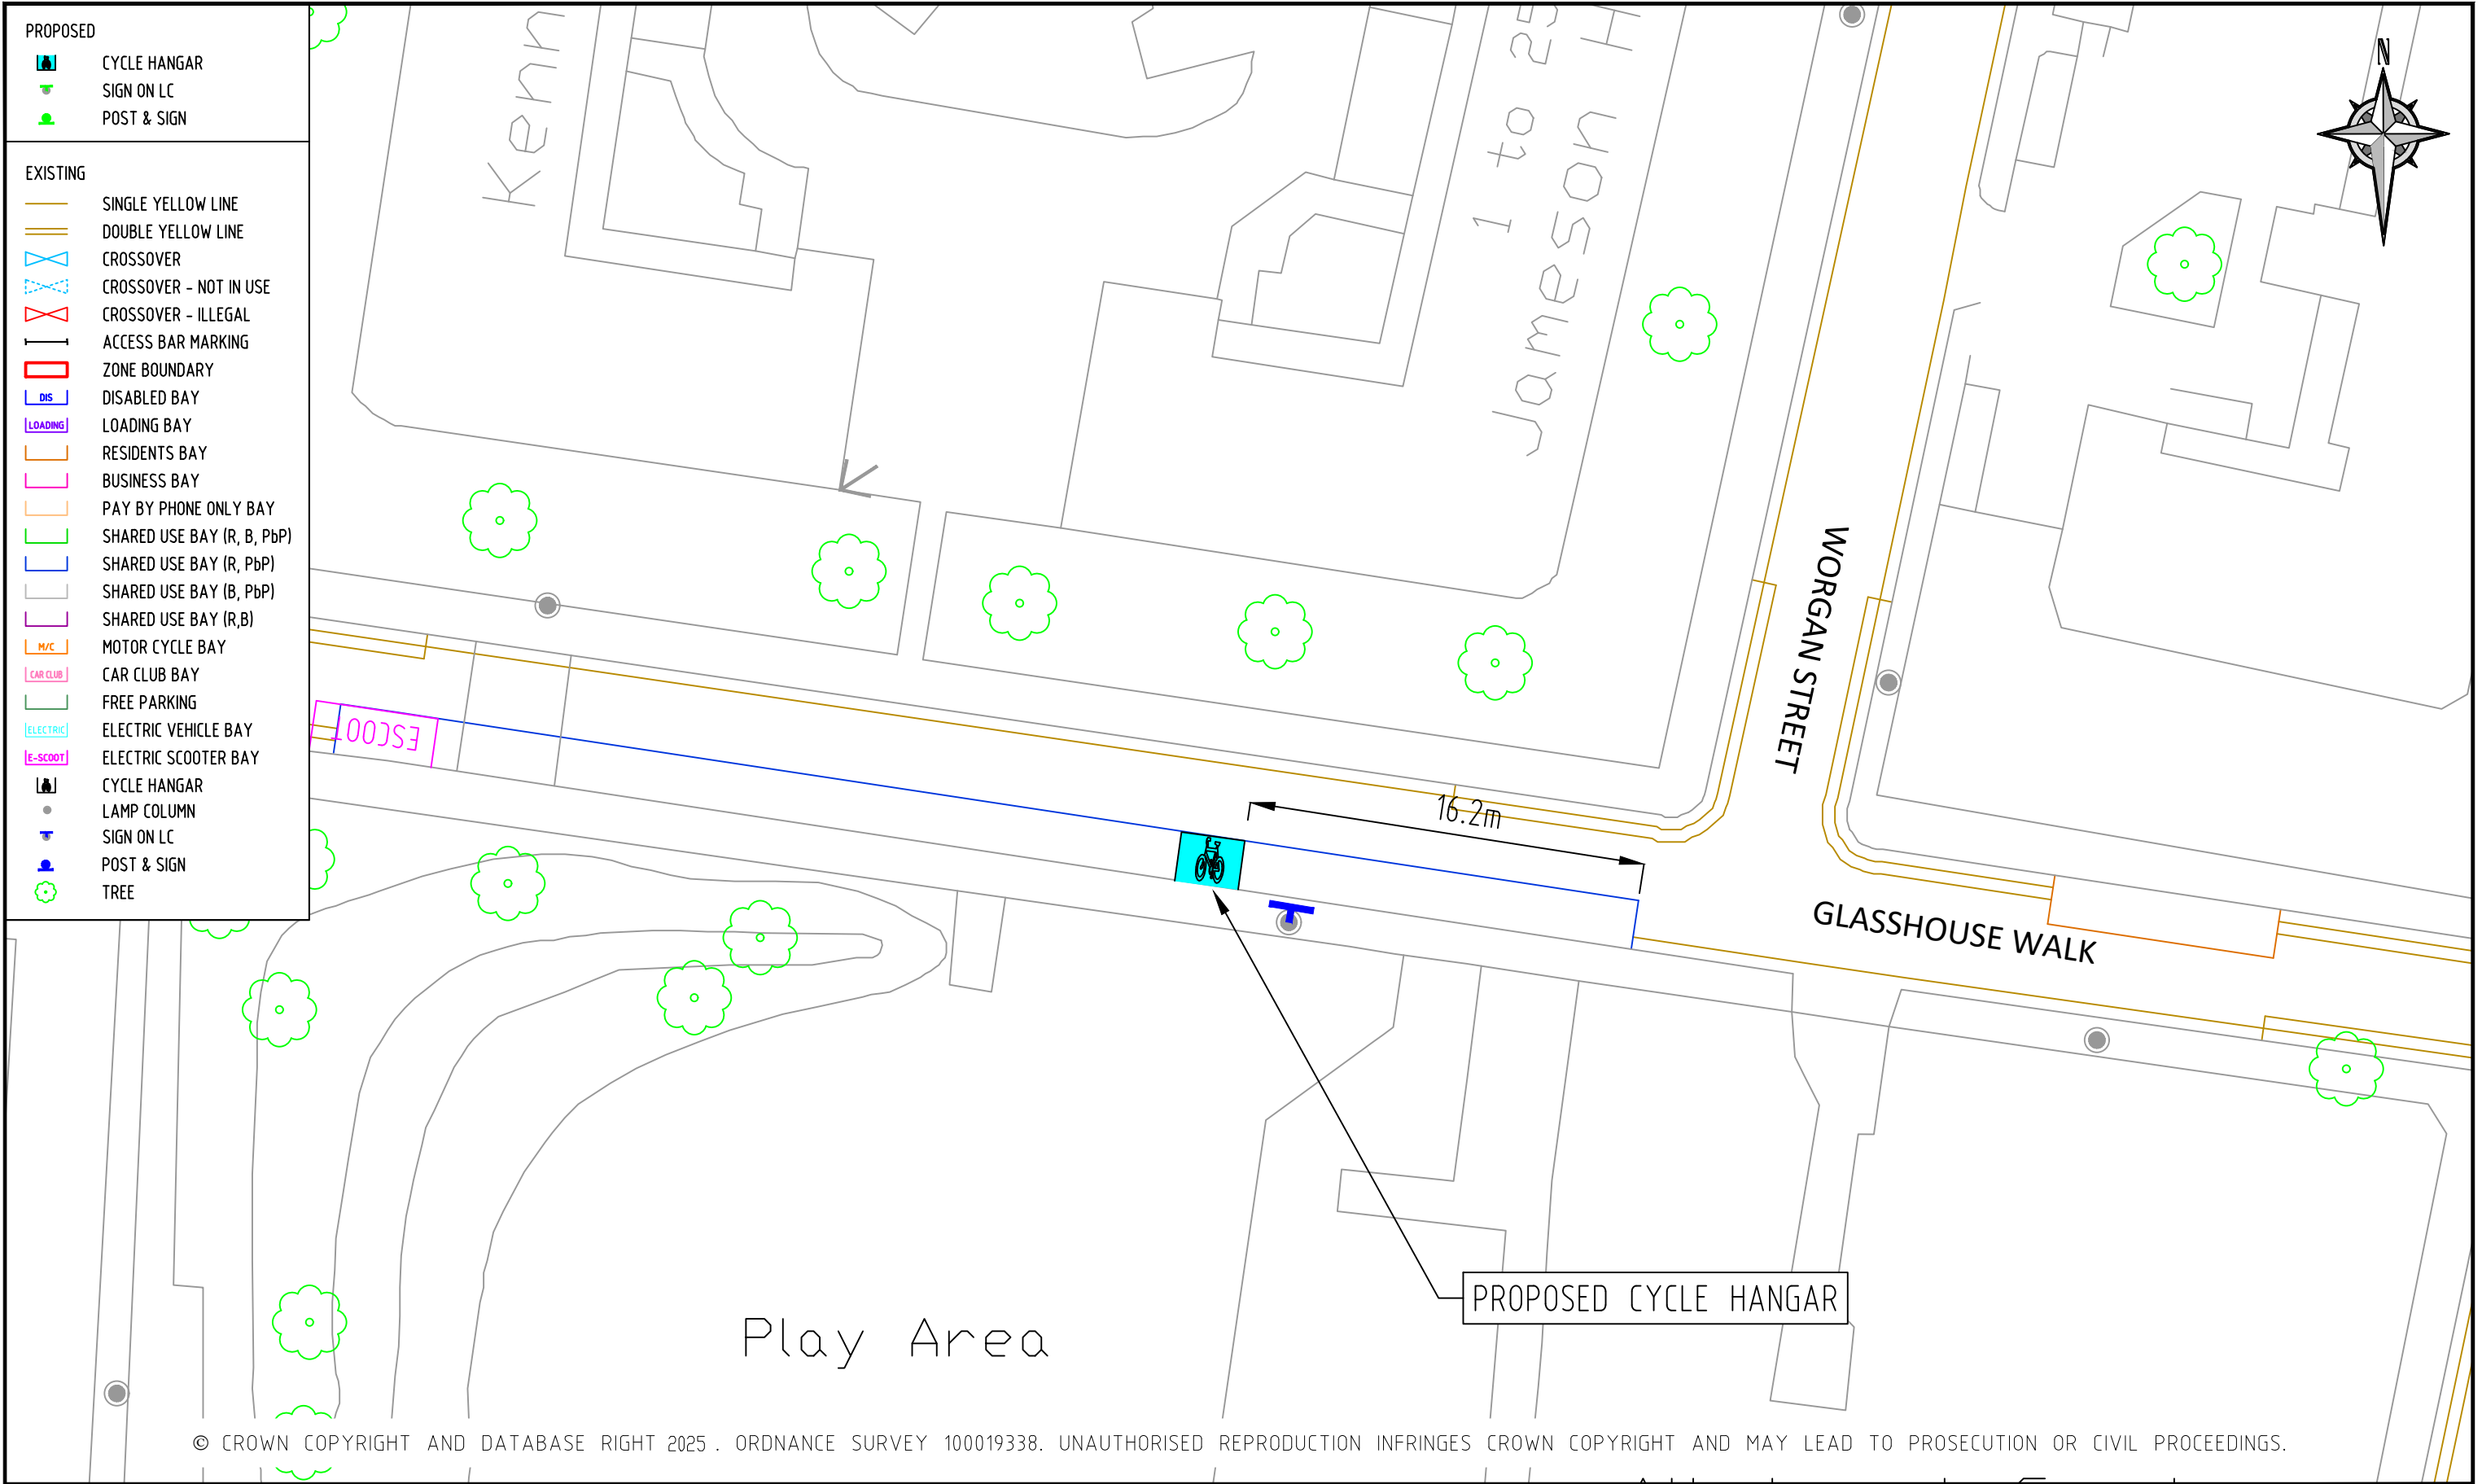 PROPOSED
CYCLE HANGAR
SIGN ON LC
POST & SIGN
EXISTING
SINGLE YELLOW LINE
DOUBLE YELLOW LINE
CROSSOVER
CROSSOVER - NOT IN USE
CROSSOVER - ILLEGAL
ACCESS BAR MARKING
ZONE BOUNDARY
DIS DISABLED BAY
LOADING LOADING BAY
RESIDENTS BAY
BUSINESS BAY
PAY BY PHONE ONLY BAY
SHARED USE BAY (R, B, PbP)
SHARED USE BAY (R, PbP)
SHARED USE BAY (B, PbP)
SHARED USE BAY (R,B)
M/C MOTOR CYCLE BAY
CAR CLUB CAR CLUB BAY
FREE PARKING
ELECTRIC ELECTRIC VEHICLE BAY
E-SCOOT ELECTRIC SCOOTER BAY
CYCLE HANGAR
LAMP COLUMN
SIGN ON LC
POST & SIGN
TREE
N
Kenn
1 to
Jameson H
WORGAN STREET
ESCOOT
16.2m
GLASSHOUSE WALK
PROPOSED CYCLE HANGAR
Play Area
© CROWN COPYRIGHT AND DATABASE RIGHT 2025 . ORDNANCE SURVEY 100019338. UNAUTHORISED REPRODUCTION INFRINGES CROWN COPYRIGHT AND MAY LEAD TO PROSECUTION OR CIVIL PROCEEDINGS.